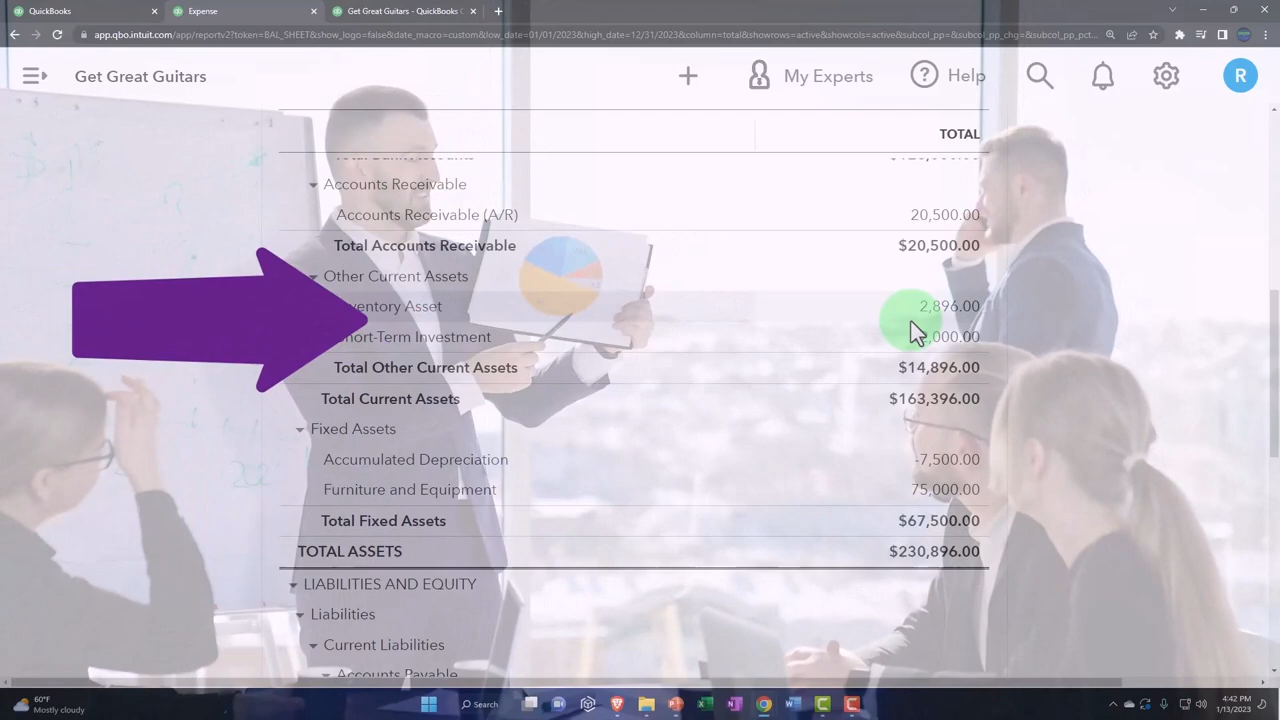 QuickBooks
Expense
Get Great Guitars - QuickBooks
app.qbo.intuit.com/app/reportv2?token=BAL_SHEET&show_logo=false&date_macro=custom&low_date=01/01/2023&high_date=12/31/2023&column=total&showrows=active&showcols=active&subcol_pp=&subcol_pp_chg=&subcol_pp_pct...
Get Great Guitars
My Experts
Help
R
TOTAL
Total Bank Accounts
Accounts Receivable
Accounts Receivable (A/R) 20,500.00
Total Accounts Receivable $20,500.00
Other Current Assets
Asset 2,896.00
Short-Term Investment
Total Other Current Assets $14,896.00
Total Current Assets $163,396.00
Fixed Assets
Accumulated Depreciation -7,500.00
Furniture and Equipment 75,000.00
Total Fixed Assets $67,500.00
TOTAL ASSETS $230,896.00
LIABILITIES AND EQUITY
Liabilities
Current Liabilities
Accounts Payable
60°F
Mostly cloudy
Search
4:42 PM
1/13/2023